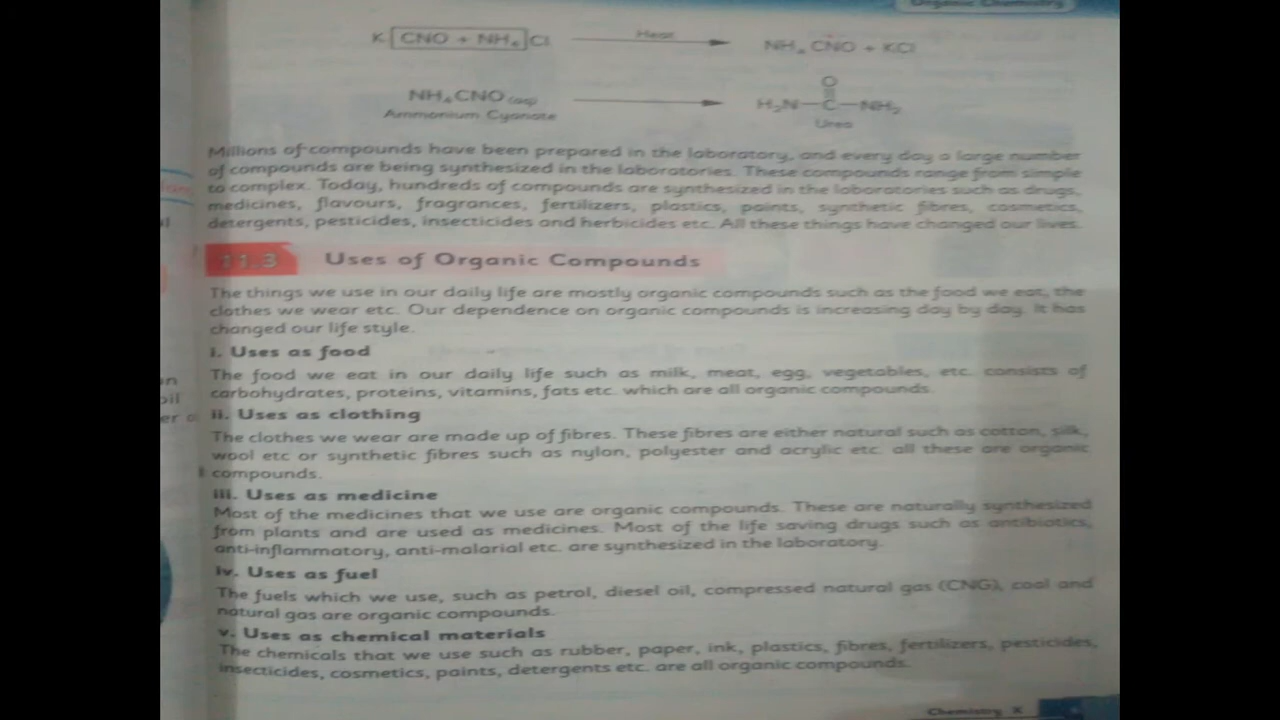 Organic Chemistry
K [CNO + NH₄] Cl Heat NH₄ CNO + KCl
O
NH₄CNO H₂N—C—NH₂
Ammonium Cyanate Urea
Millions of compounds have been prepared in the laboratory, and every day a large number
of compounds are being synthesized in the laboratories. These compounds range from simple
to complex. Today, hundreds of compounds are synthesized in the laboratories such as drugs,
medicines, flavours, fragrances, fertilizers, plastics, paints, synthetic fibres, cosmetics,
detergents, pesticides, insecticides and herbicides etc. All these things have changed our lives.
11.3 Uses of Organic Compounds
The things we use in our daily life are mostly organic compounds such as the food we eat, the
clothes we wear etc. Our dependence on organic compounds is increasing day by day. It has
changed our life style.
i. Uses as food
The food we eat in our daily life such as milk, meat, egg, vegetables, etc. consists of
carbohydrates, proteins, vitamins, fats etc. which are all organic compounds.
ii. Uses as clothing
The clothes we wear are made up of fibres. These fibres are either natural such as cotton, silk,
wool etc or synthetic fibres such as nylon, polyester and acrylic etc. all these are organic
compounds.
iii. Uses as medicine
Most of the medicines that we use are organic compounds. These are naturally synthesized
from plants and are used as medicines. Most of the life saving drugs such as antibiotics,
anti-inflammatory, anti-malarial etc. are synthesized in the laboratory.
iv. Uses as fuel
The fuels which we use, such as petrol, diesel oil, compressed natural gas (CNG), coal and
natural gas are organic compounds.
v. Uses as chemical materials
The chemicals that we use such as rubber, paper, ink, plastics, fibres, fertilizers, pesticides,
insecticides, cosmetics, paints, detergents etc. are all organic compounds.
Chemistry X